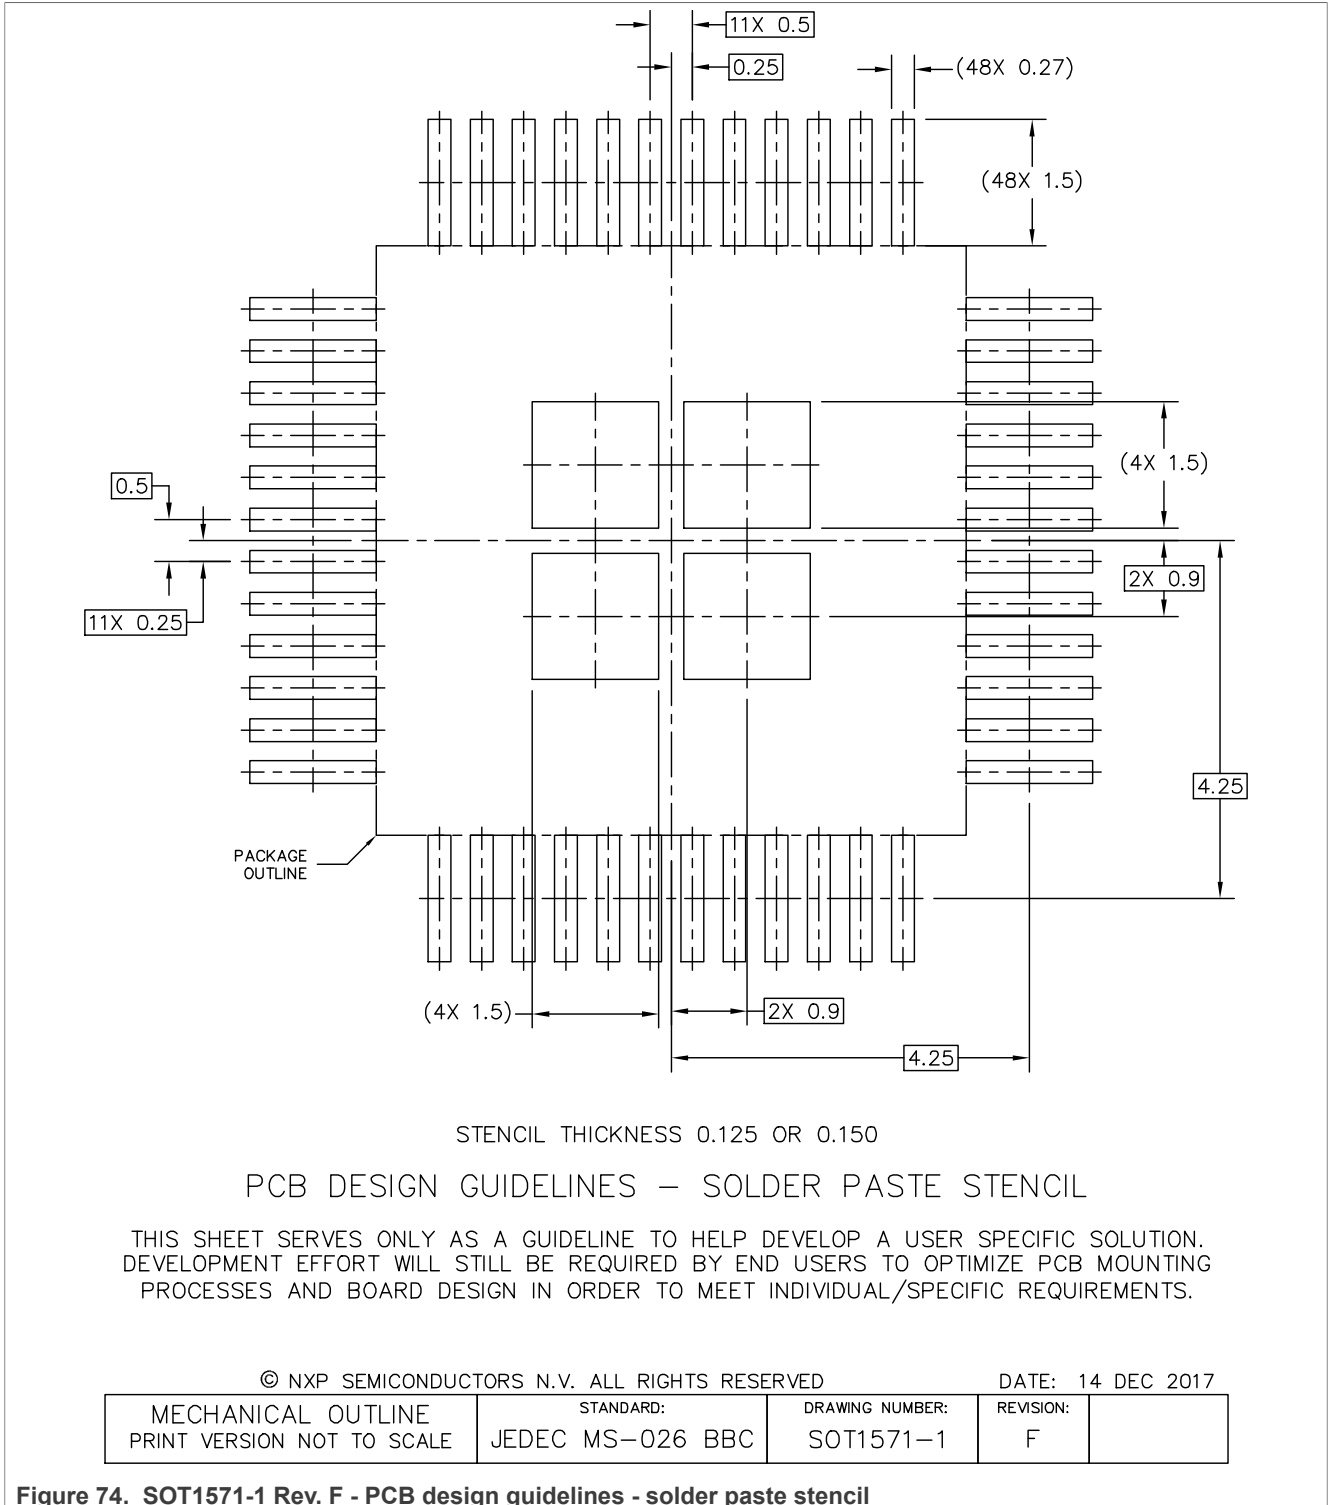 11X 0.5
0.25
(48X 0.27)
(48X 1.5)
(4X 1.5)
0.5
2X 0.9
11X 0.25
4.25
PACKAGE
OUTLINE
(4X 1.5)
2X 0.9
4.25
STENCIL THICKNESS 0.125 OR 0.150
PCB DESIGN GUIDELINES – SOLDER PASTE STENCIL
THIS SHEET SERVES ONLY AS A GUIDELINE TO HELP DEVELOP A USER SPECIFIC SOLUTION.
DEVELOPMENT EFFORT WILL STILL BE REQUIRED BY END USERS TO OPTIMIZE PCB MOUNTING
PROCESSES AND BOARD DESIGN IN ORDER TO MEET INDIVIDUAL/SPECIFIC REQUIREMENTS.
© NXP SEMICONDUCTORS N.V. ALL RIGHTS RESERVED
DATE: 14 DEC 2017
MECHANICAL OUTLINE
PRINT VERSION NOT TO SCALE
STANDARD:
JEDEC MS–026 BBC
DRAWING NUMBER:
SOT1571–1
REVISION:
F
Figure 74. SOT1571-1 Rev. F - PCB design guidelines - solder paste stencil